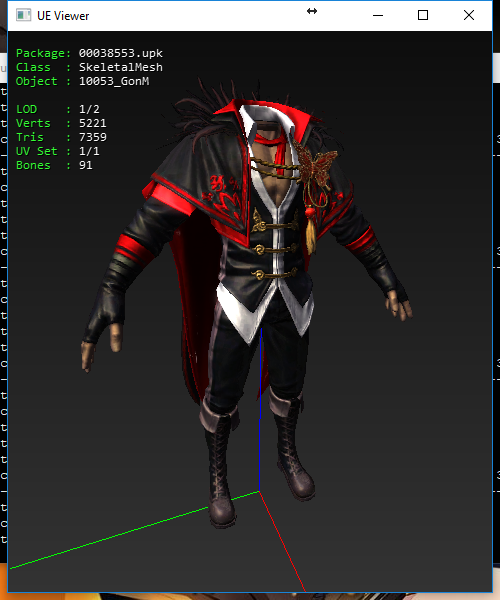 UE Viewer
Package: 00038553.upk
Class : SkeletalMesh
Object : 10053_GonM
LOD : 1/2
Verts : 5221
Tris : 7359
UV Set : 1/1
Bones : 91